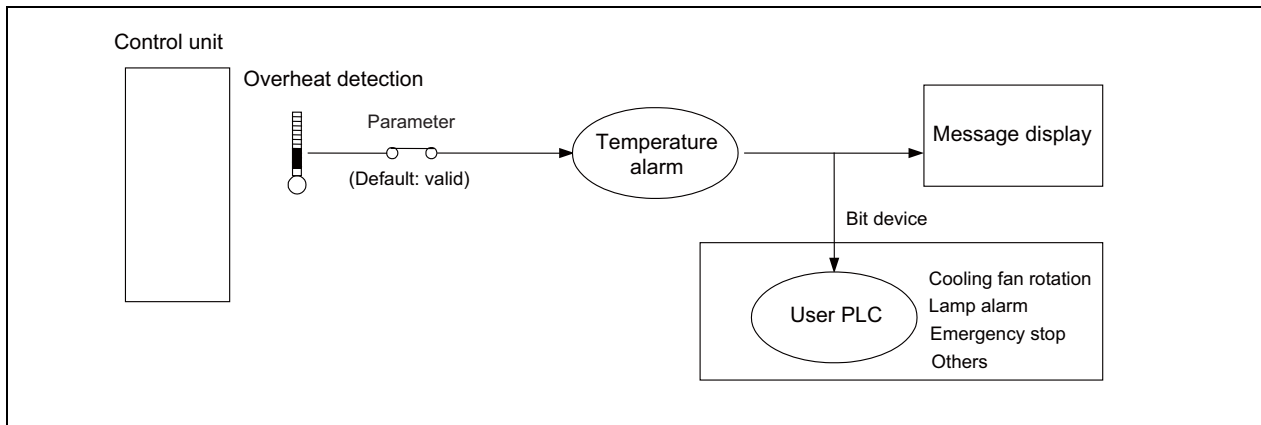 Control unit
Overheat detection
Parameter
(Default: valid)
Temperature
alarm
Message display
Bit device
User PLC
Cooling fan rotation
Lamp alarm
Emergency stop
Others